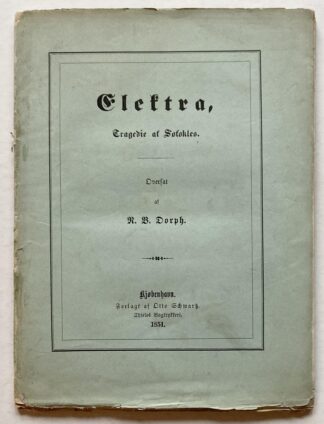 Elektra,
Tragedie af Sofokles.
Oversat
af
N. B. Dorph.
Kjøbenhavn.
Forlagt af Otto Schwartz.
Thieles Bogtrykkeri.
1851.